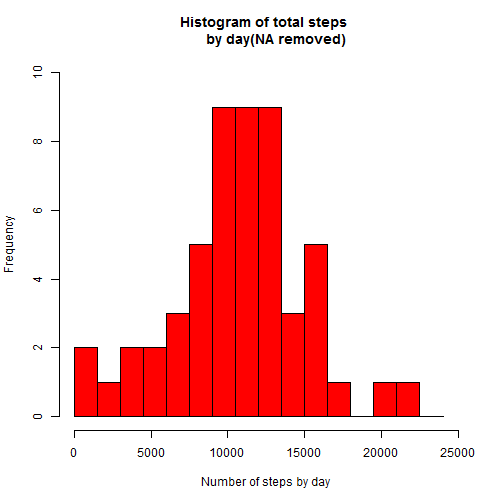 Histogram of total steps
by day(NA removed)
Frequency
10
8
6
4
2
0
0 5000 10000 15000 20000 25000
Number of steps by day